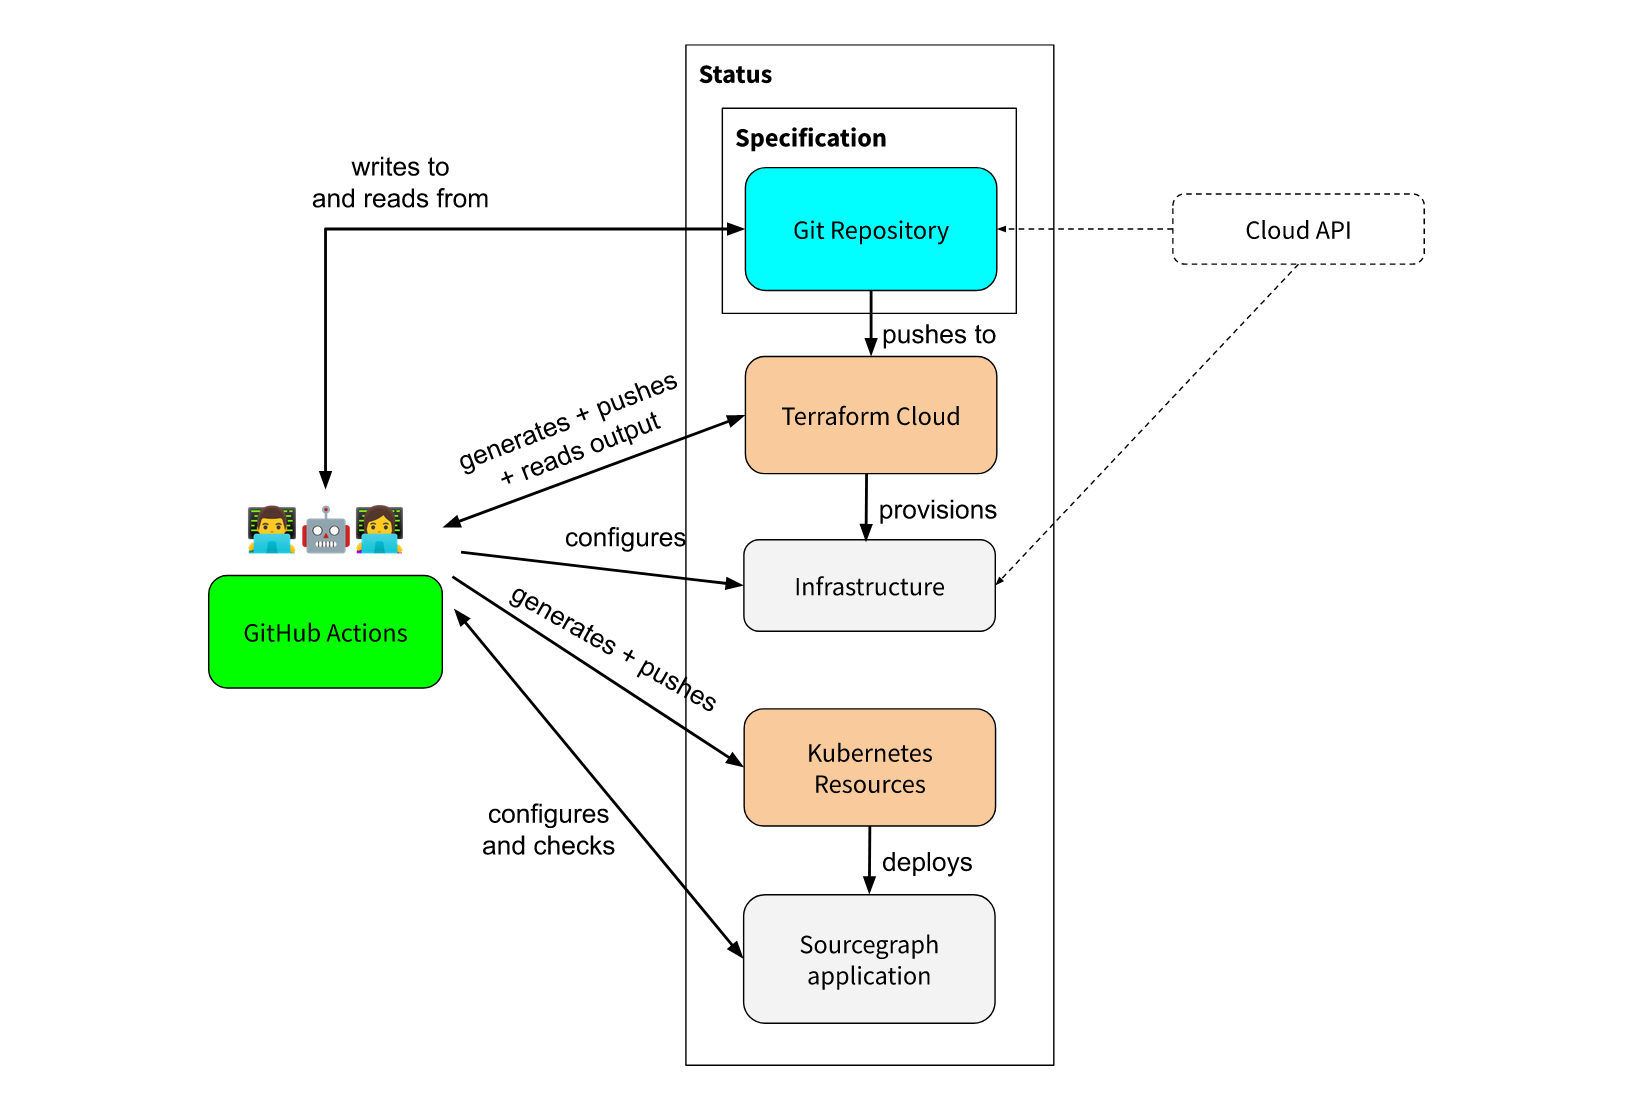 Status
Specification
writes to
and reads from
Git Repository
Cloud API
pushes to
generates + pushes
+ reads output
Terraform Cloud
provisions
configures
Infrastructure
GitHub Actions
generates + pushes
Kubernetes
Resources
configures
and checks
deploys
Sourcegraph
application